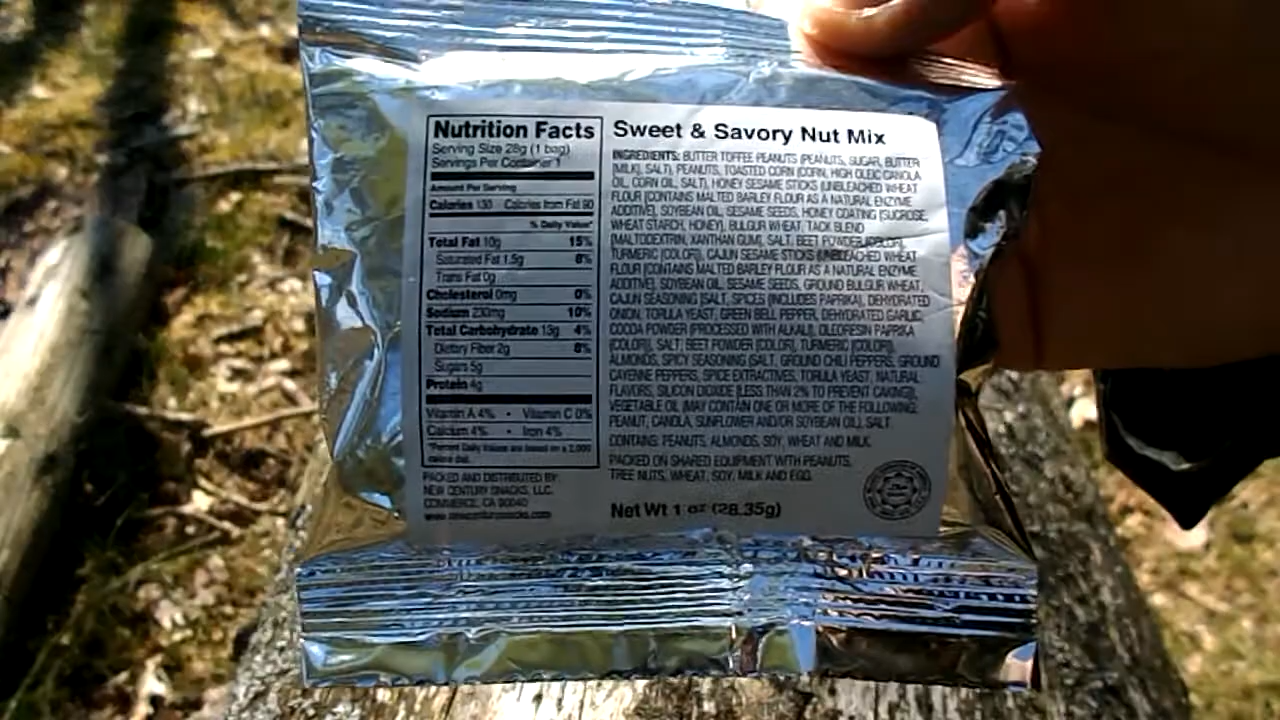 Nutrition Facts
Serving Size 28g (1 bag)
Servings Per Container 1
Amount Per Serving
Calories 130 Calories from Fat 90
% Daily Value*
Total Fat 10g 15%
Saturated Fat 1.5g 8%
Trans Fat 0g
Cholesterol 0mg 0%
Sodium 230mg 10%
Total Carbohydrate 13g 4%
Dietary Fiber 2g 8%
Sugars 5g
Protein 4g
Vitamin A 4% • Vitamin C 0%
Calcium 4% • Iron 4%
*Percent Daily Values are based on a 2,000
calorie diet.
PACKED AND DISTRIBUTED BY:
NEW CENTURY SNACKS, LLC.
COMMERCE, CA 90040
www.newcenturysnacks.com
Sweet & Savory Nut Mix
INGREDIENTS: BUTTER TOFFEE PEANUTS (PEANUTS, SUGAR, BUTTER
[MILK], SALT), PEANUTS, TOASTED CORN (CORN, HIGH OLEIC CANOLA
OIL, CORN OIL, SALT), HONEY SESAME STICKS (UNBLEACHED WHEAT
FLOUR [CONTAINS MALTED BARLEY FLOUR AS A NATURAL ENZYME
ADDITIVE], SOYBEAN OIL, SESAME SEEDS, HONEY COATING [SUCROSE,
WHEAT STARCH, HONEY], BULGUR WHEAT, TACK BLEND
[MALTODEXTRIN, XANTHAN GUM], SALT, BEET POWDER [COLOR],
TURMERIC [COLOR]), CAJUN SESAME STICKS (UNBLEACHED WHEAT
FLOUR [CONTAINS MALTED BARLEY FLOUR AS A NATURAL ENZYME
ADDITIVE], SOYBEAN OIL, SESAME SEEDS, GROUND BULGUR WHEAT,
CAJUN SEASONING [SALT, SPICES (INCLUDES PAPRIKA), DEHYDRATED
ONION, TORULA YEAST, GREEN BELL PEPPER, DEHYDRATED GARLIC,
COCOA POWDER (PROCESSED WITH ALKALI), OLEORESIN PAPRIKA
(COLOR)], SALT, BEET POWDER [COLOR], TURMERIC [COLOR]),
ALMONDS, SPICY SEASONING (SALT, GROUND CHILI PEPPERS, GROUND
CAYENNE PEPPERS, SPICE EXTRACTIVES, TORULA YEAST, NATURAL
FLAVORS, SILICON DIOXIDE [LESS THAN 2% TO PREVENT CAKING]),
VEGETABLE OIL (MAY CONTAIN ONE OR MORE OF THE FOLLOWING:
PEANUT, CANOLA, SUNFLOWER AND/OR SOYBEAN OIL), SALT.
CONTAINS: PEANUTS, ALMONDS, SOY, WHEAT AND MILK.
PACKED ON SHARED EQUIPMENT WITH PEANUTS,
TREE NUTS, WHEAT, SOY, MILK AND EGG.
Net Wt 1 oz (28.35g)